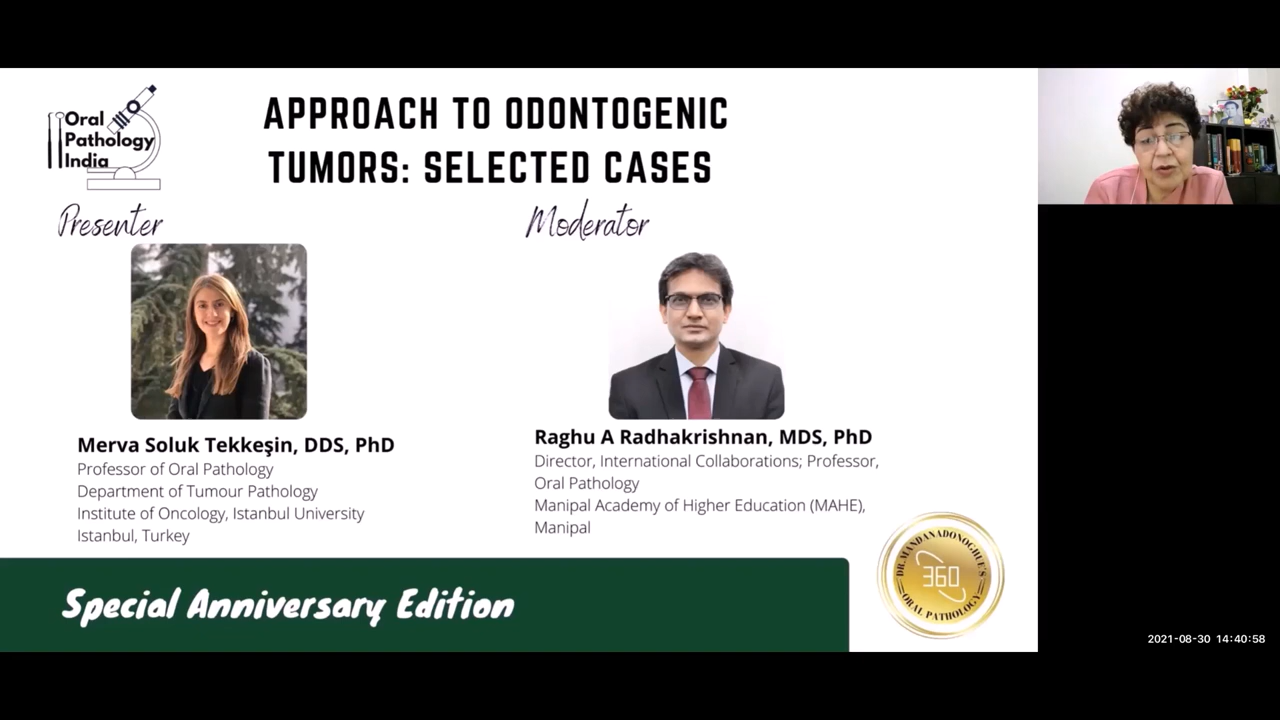 Oral
Pathology
India
APPROACH TO ODONTOGENIC
TUMORS: SELECTED CASES
Presenter
Moderator
Merva Soluk Tekkeşin, DDS, PhD
Professor of Oral Pathology
Department of Tumour Pathology
Institute of Oncology, Istanbul University
Istanbul, Turkey
Raghu A Radhakrishnan, MDS, PhD
Director, International Collaborations; Professor,
Oral Pathology
Manipal Academy of Higher Education (MAHE),
Manipal
Special Anniversary Edition
DR.MANDANADONOGHUE'S
360
ORAL PATHOLOGY
2021-08-30 14:40:58